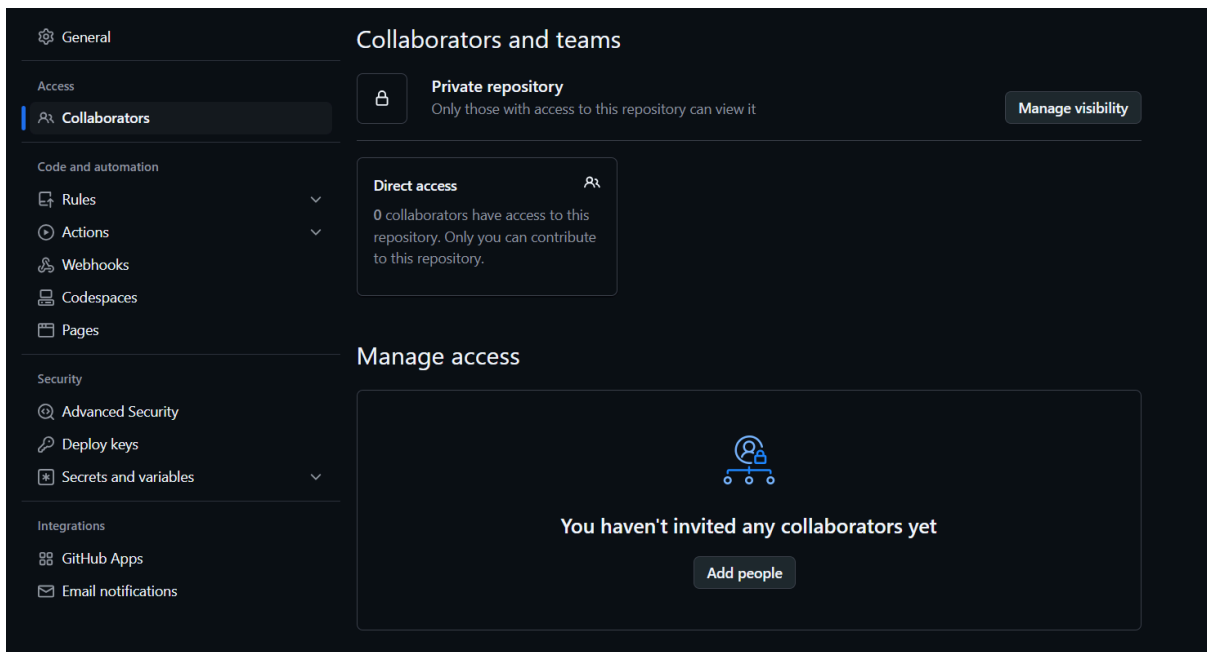 General
Access
Collaborators
Code and automation
Rules
Actions
Webhooks
Codespaces
Pages
Security
Advanced Security
Deploy keys
Secrets and variables
Integrations
GitHub Apps
Email notifications
Collaborators and teams
Private repository
Only those with access to this repository can view it
Manage visibility
Direct access
0 collaborators have access to this
repository. Only you can contribute
to this repository.
Manage access
You haven't invited any collaborators yet
Add people